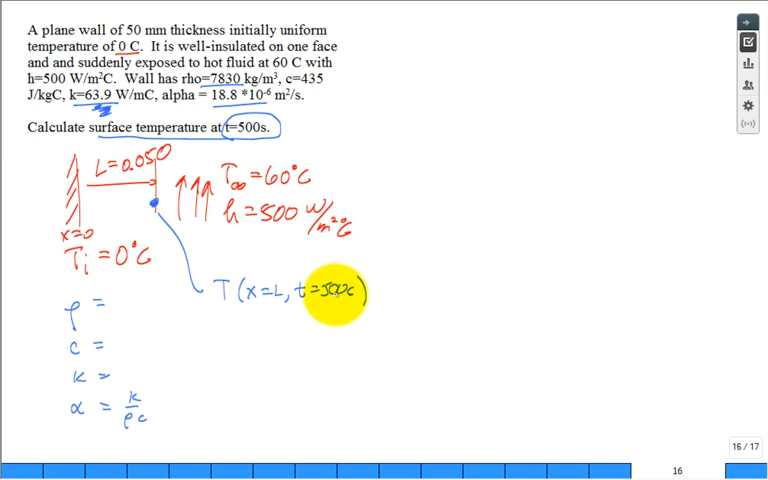 A plane wall of 50 mm thickness initially uniform
temperature of 0 C. It is well-insulated on one face
and and suddenly exposed to hot fluid at 60 C with
h=500 W/m²C. Wall has rho=7830 kg/m³, c=435
J/kgC, k=63.9 W/mC, alpha = 18.8 *10⁻⁶ m²/s.
Calculate surface temperature at t=500s.
L=0.050
T∞ = 60°C
h=500 W/m²°C
x=0
Ti = 0°C
T(x=L, t=500
ρ =
c =
k =
α = k/ρc
16 / 17
16